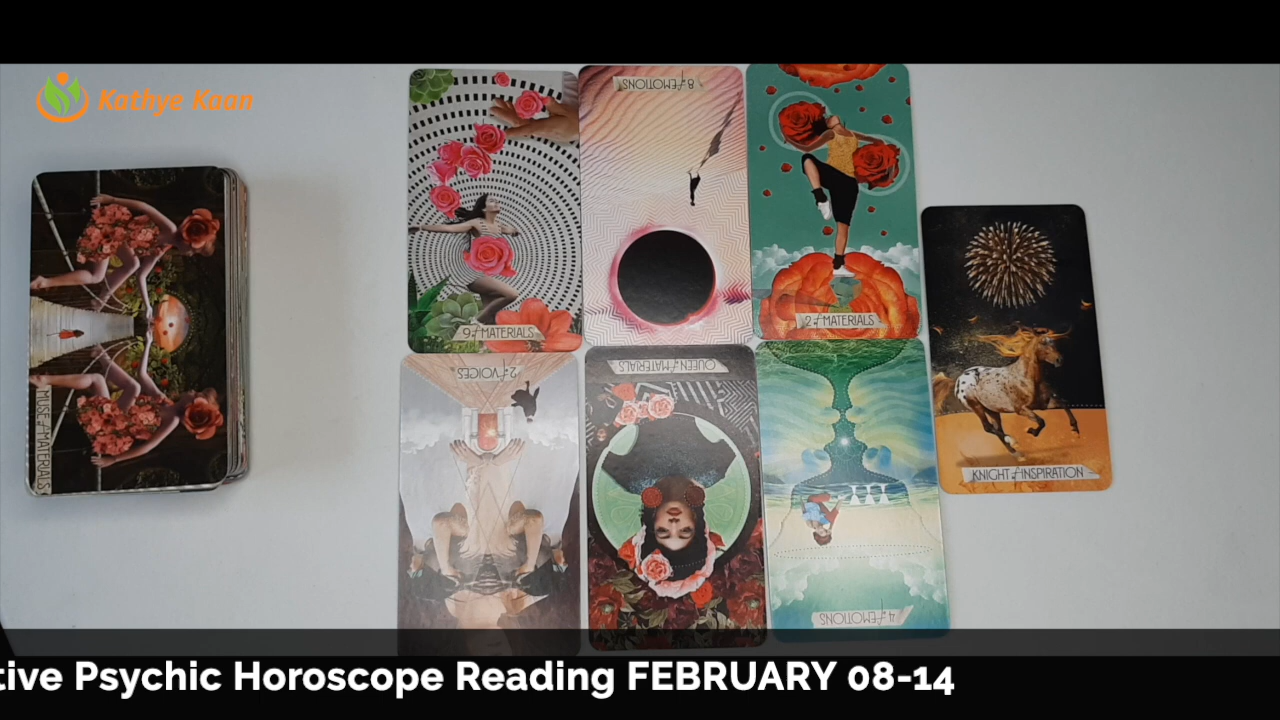 Kathye Kaan
9 of MATERIALS
8 of EMOTIONS
2 of MATERIALS
2 of VOICES
QUEEN of MATERIALS
4 of EMOTIONS
KNIGHT of INSPIRATION
MUSE of MATERIALS
tive Psychic Horoscope Reading FEBRUARY 08-14